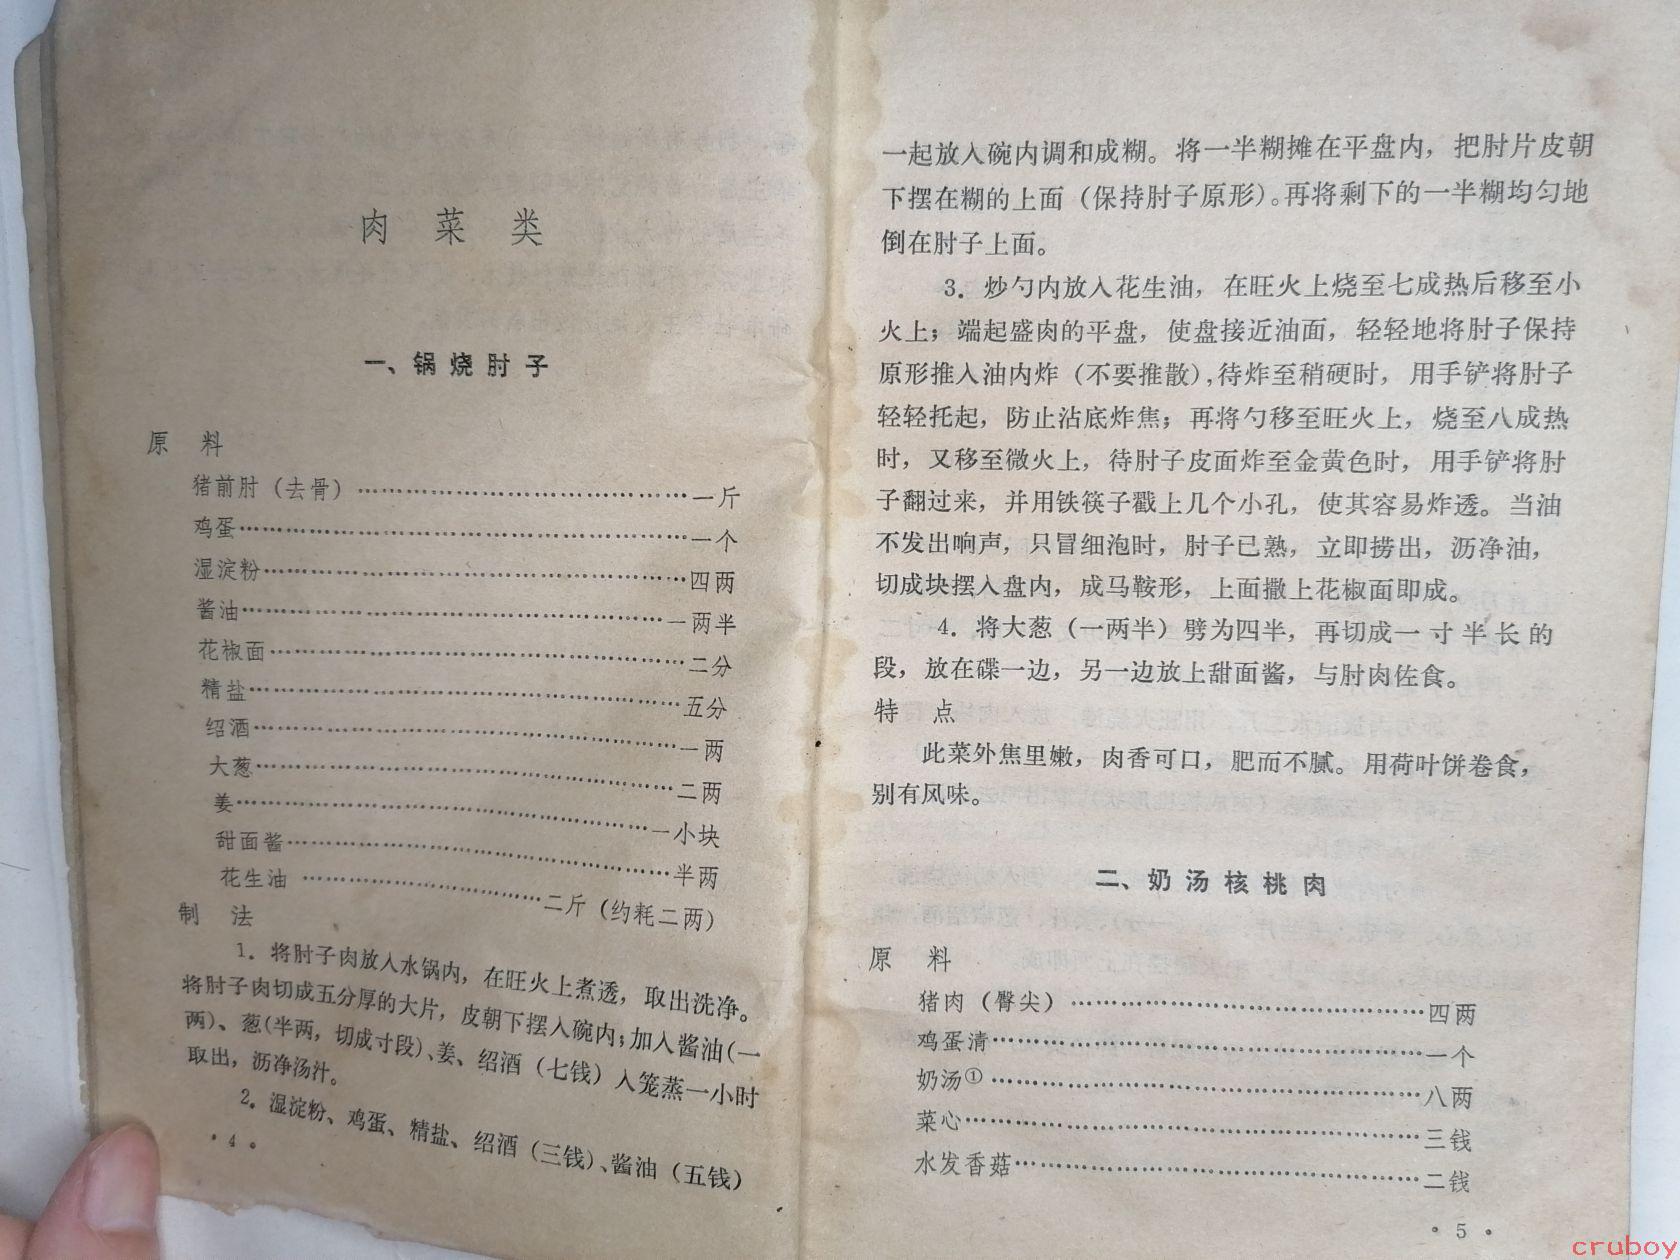 肉菜类
一、锅烧肘子
原料
猪前肘（去骨）……………………………一斤
鸡蛋……………………………………一个
湿淀粉…………………………………四两
酱油…………………………………一两半
花椒面…………………………………二分
精盐……………………………………五分
绍酒……………………………………一两
大葱……………………………………二两
姜……………………………………一小块
甜面酱…………………………………半两
花生油……………………二斤（约耗二两）
制法
1．将肘子肉放入水锅内，在旺火上煮透，取出洗净。
将肘子肉切成五分厚的大片，皮朝下摆入碗内；加入酱油（一
两）、葱（半两，切成寸段）、姜、绍酒（七钱）入笼蒸一小时
取出，沥净汤汁。
2．湿淀粉、鸡蛋、精盐、绍酒（三钱）、酱油（五钱）
·4·
一起放入碗内调和成糊。将一半糊摊在平盘内，把肘片皮朝
下摆在糊的上面（保持肘子原形）。再将剩下的一半糊均匀地
倒在肘子上面。
3．炒勺内放入花生油，在旺火上烧至七成热后移至小
火上；端起盛肉的平盘，使盘接近油面，轻轻地将肘子保持
原形推入油内炸（不要推散），待炸至稍硬时，用手铲将肘子
轻轻托起，防止沾底炸焦；再将勺移至旺火上，烧至八成热
时，又移至微火上，待肘子皮面炸至金黄色时，用手铲将肘
子翻过来，并用铁筷子戳上几个小孔，使其容易炸透。当油
不发出响声，只冒细泡时，肘子已熟，立即捞出，沥净油，
切成块摆入盘内，成马鞍形，上面撒上花椒面即成。
4．将大葱（一两半）劈为四半，再切成一寸半长的
段，放在碟一边，另一边放上甜面酱，与肘肉佐食。
特点
此菜外焦里嫩，肉香可口，肥而不腻。用荷叶饼卷食，
别有风味。
二、奶汤核桃肉
原料
猪肉（臀尖）……………………………四两
鸡蛋清…………………………………一个
奶汤①…………………………………八两
菜心……………………………………三钱
水发香菇………………………………二钱
·5·
cruboy